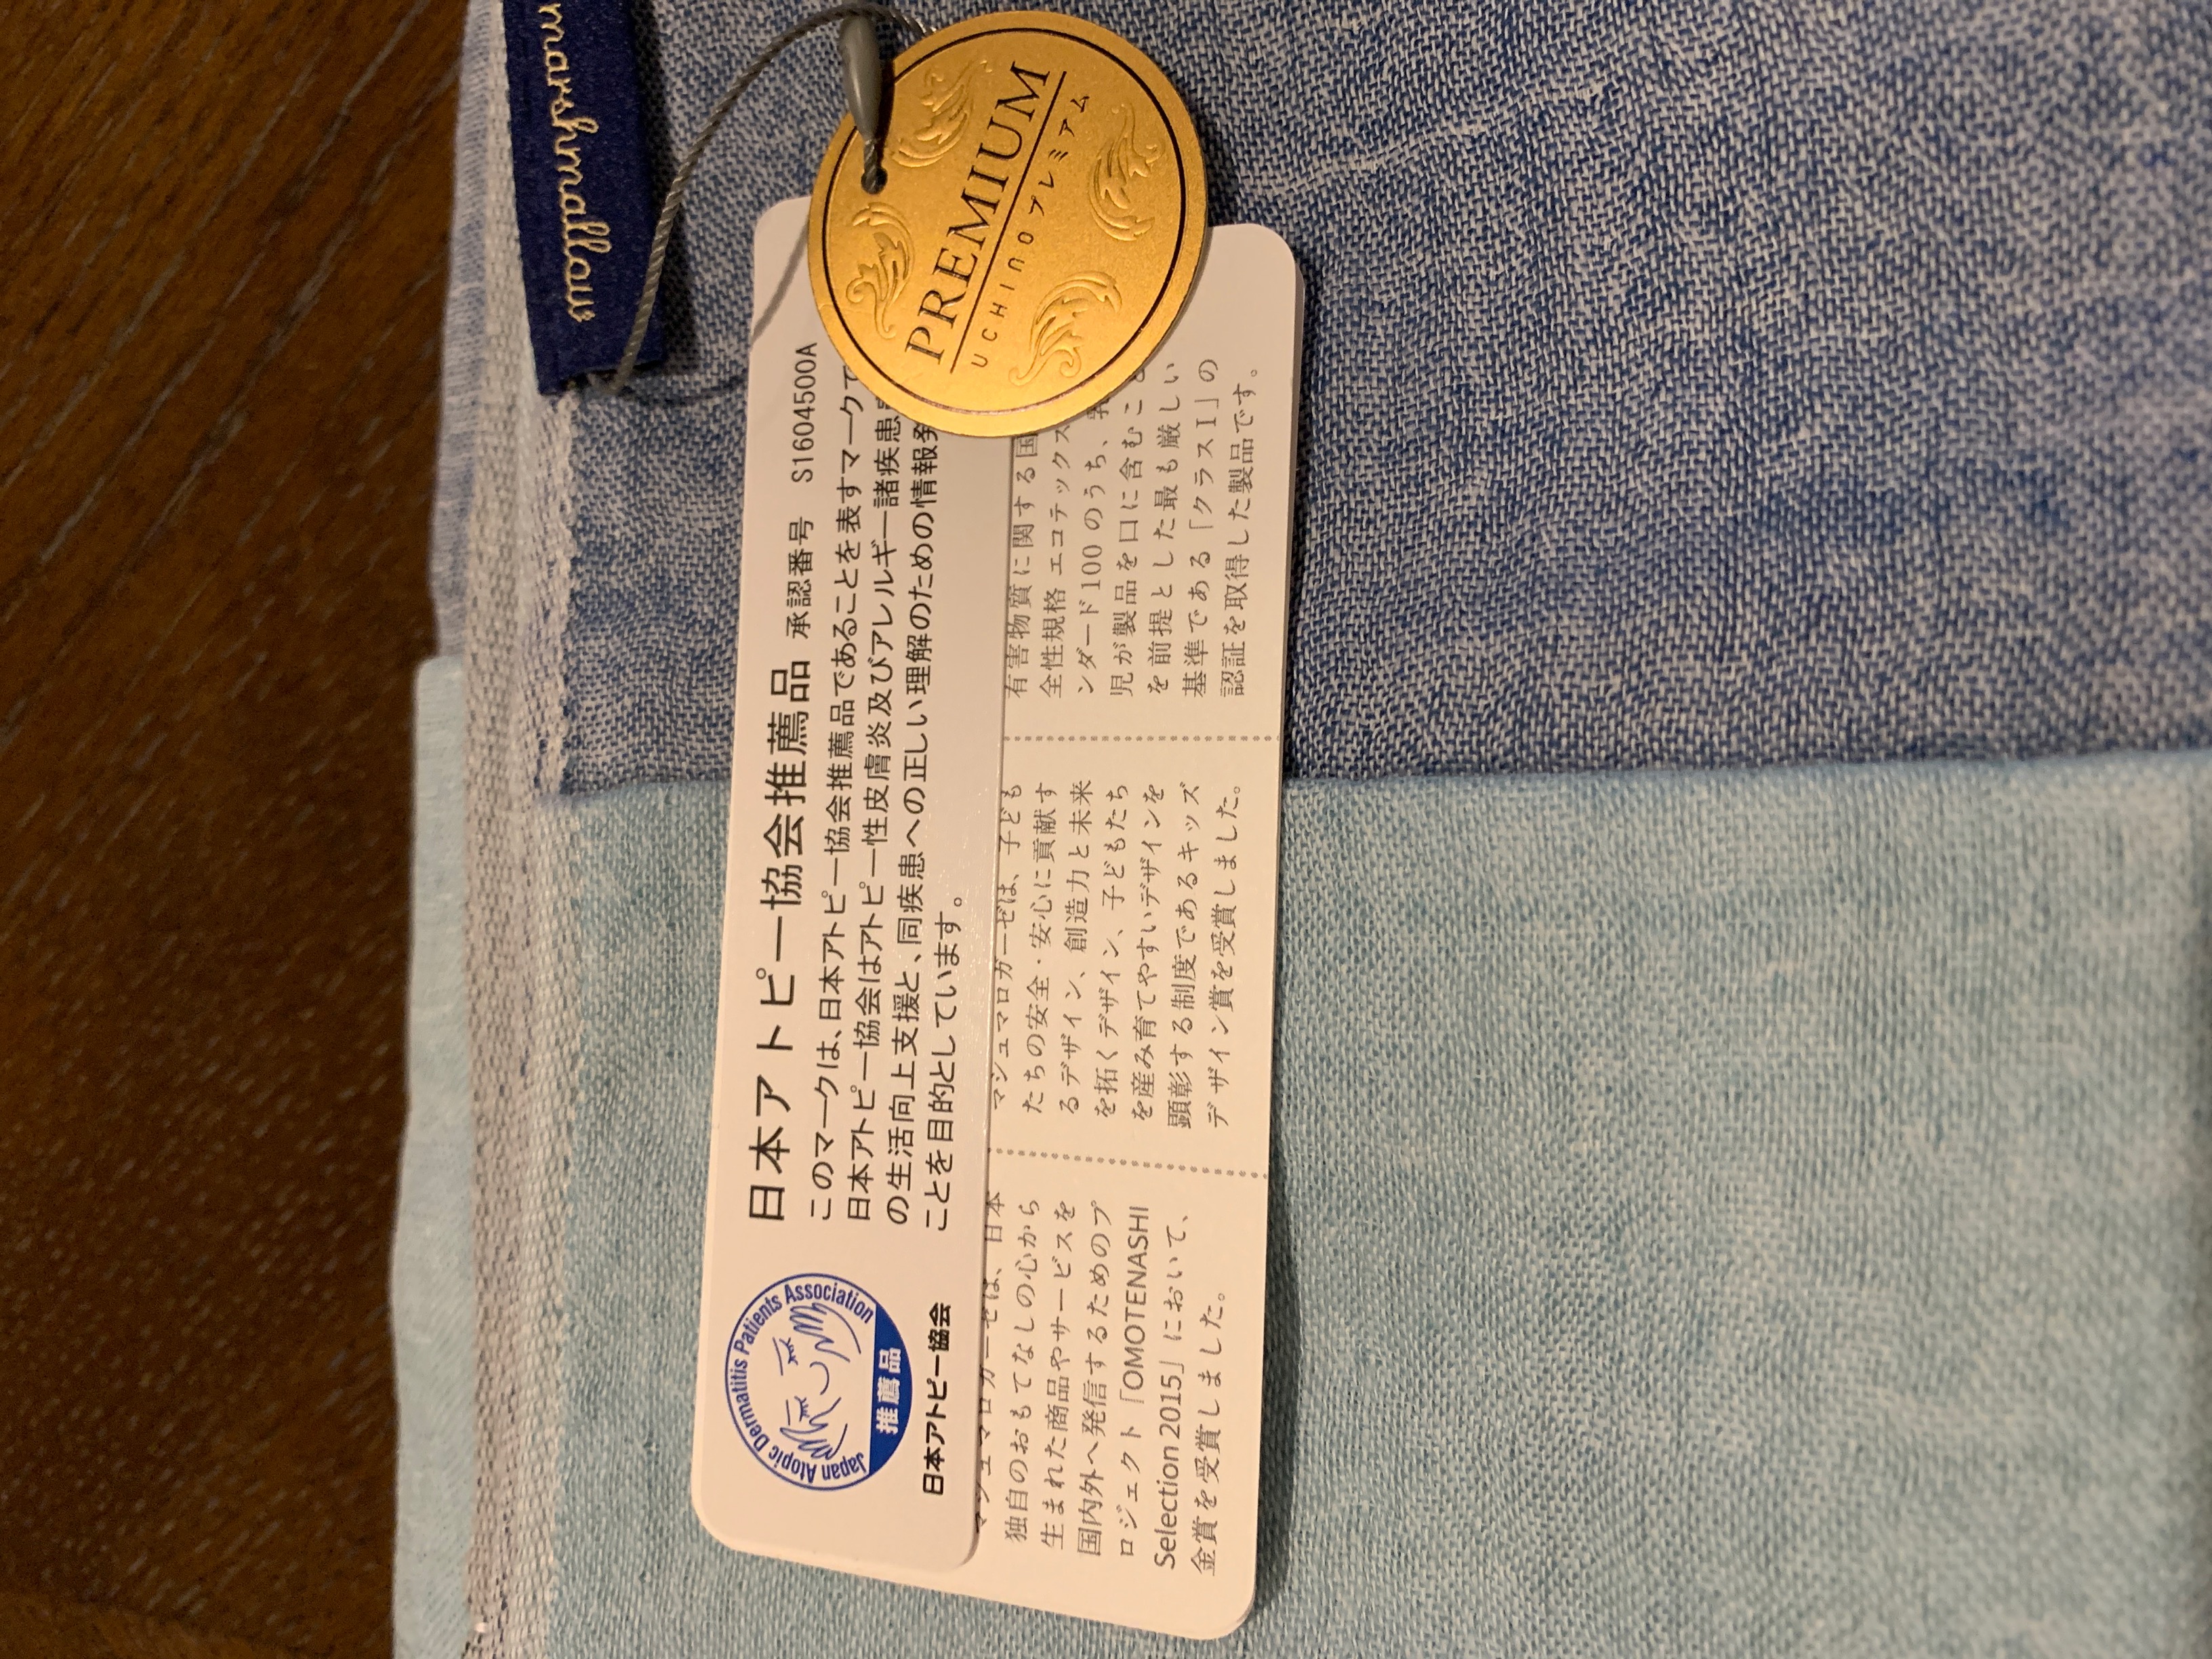 marshmallow
PREMIUM
UCHINO プレミアム
日本アトピー協会推薦品 承認番号 S1604500A
このマークは、日本アトピー協会推薦品であることを表すマークで
日本アトピー協会はアトピー性皮膚炎及びアレルギー諸疾患
の生活向上支援と、同疾患への正しい理解のための情報発
ことを目的としています。
Japan Atopic Dermatitis Patients Association
推薦品
日本アトピー協会
マシュマロガーゼは、日本
独自のおもてなしの心から
生まれた商品やサービスを
国内外へ発信するためのプ
ロジェクト「OMOTENASHI
Selection 2015」において、
金賞を受賞しました。
マシュマロガーゼは、子ども
たちの安全・安心に貢献す
るデザイン、創造力と未来
を拓くデザイン、子どもたち
を産み育てやすいデザインを
顕彰する制度であるキッズ
デザイン賞を受賞しました。
有害物質に関する国
全性規格 エコテックス
ンダード100のうち、乳
児が製品を口に含むこと
を前提とした最も厳しい
基準である「クラスI」の
認証を取得した製品です。